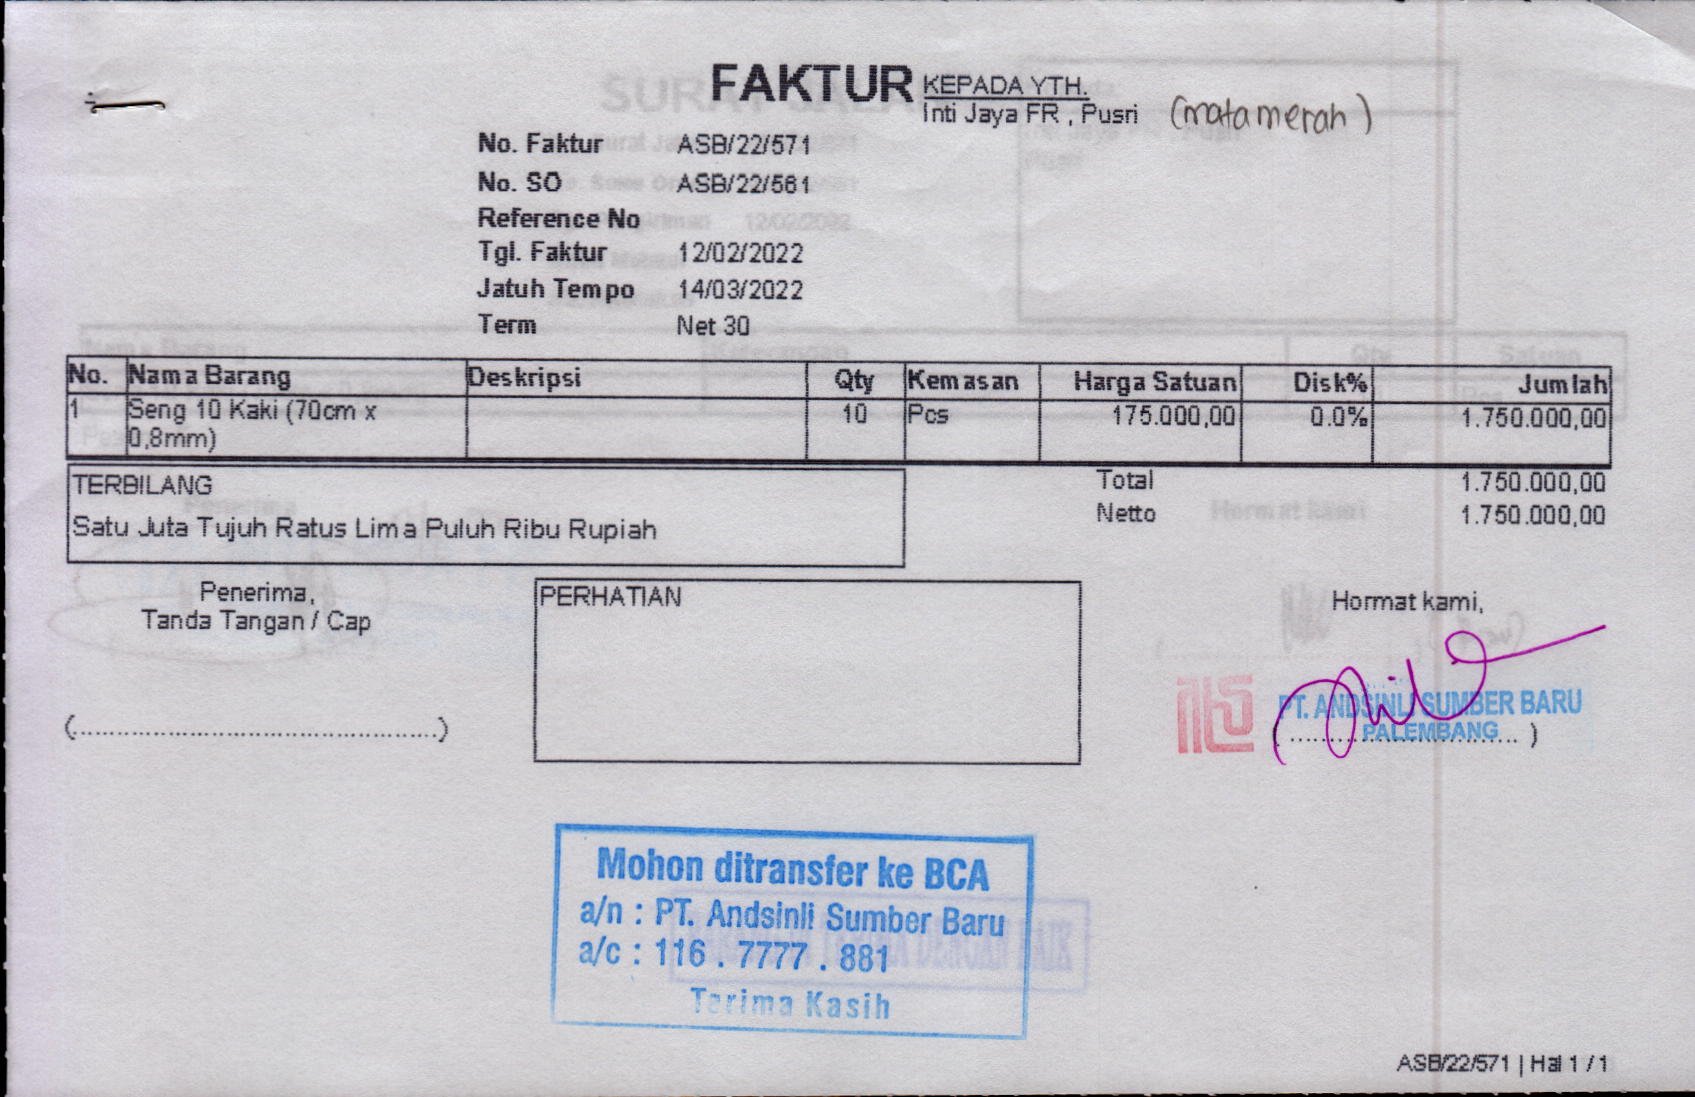 FAKTUR
KEPADA YTH.
Inti Jaya FR , Pusri (matamerah)
No. Faktur ASB/22/571
No. SO ASB/22/561
Reference No
Tgl. Faktur 12/02/2022
Jatuh Tempo 14/03/2022
Term Net 30
No. Nama Barang Deskripsi Qty Kemasan Harga Satuan Disk% Jumlah
1 Seng 10 Kaki (70cm x 10 Pcs 175.000,00 0.0% 1.750.000,00
0,8mm)
TERBILANG
Satu Juta Tujuh Ratus Lima Puluh Ribu Rupiah
Total 1.750.000,00
Netto 1.750.000,00
Penerima,
Tanda Tangan / Cap
(............................................)
PERHATIAN
Hormat kami,
PT. ANDSINLI SUMBER BARU
PALEMBANG
Mohon ditransfer ke BCA
a/n : PT. Andsinli Sumber Baru
a/c : 116 . 7777 . 881
Terima Kasih
ASB/22/571 | Hal 1 / 1